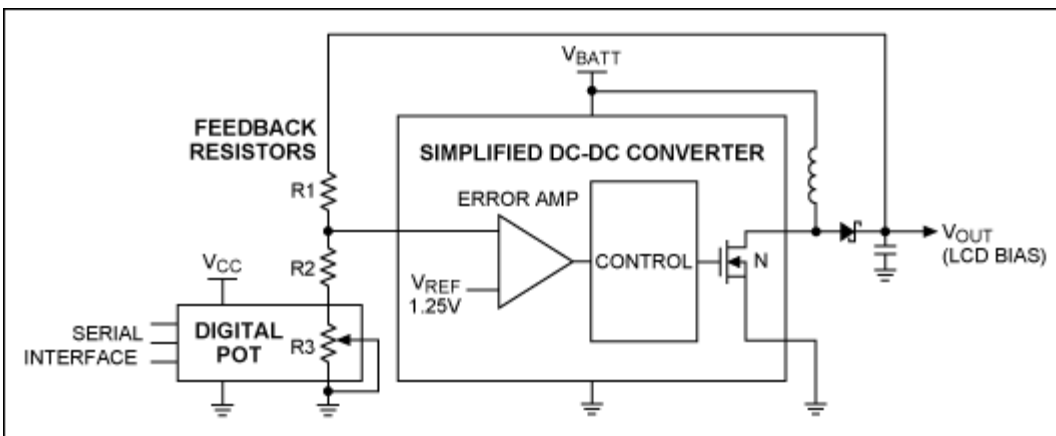 VBATT
FEEDBACK
RESISTORS
SIMPLIFIED DC-DC CONVERTER
R1
ERROR AMP
VCC
R2
VREF
1.25V
CONTROL
N
VOUT
(LCD BIAS)
SERIAL
INTERFACE
DIGITAL
POT
R3